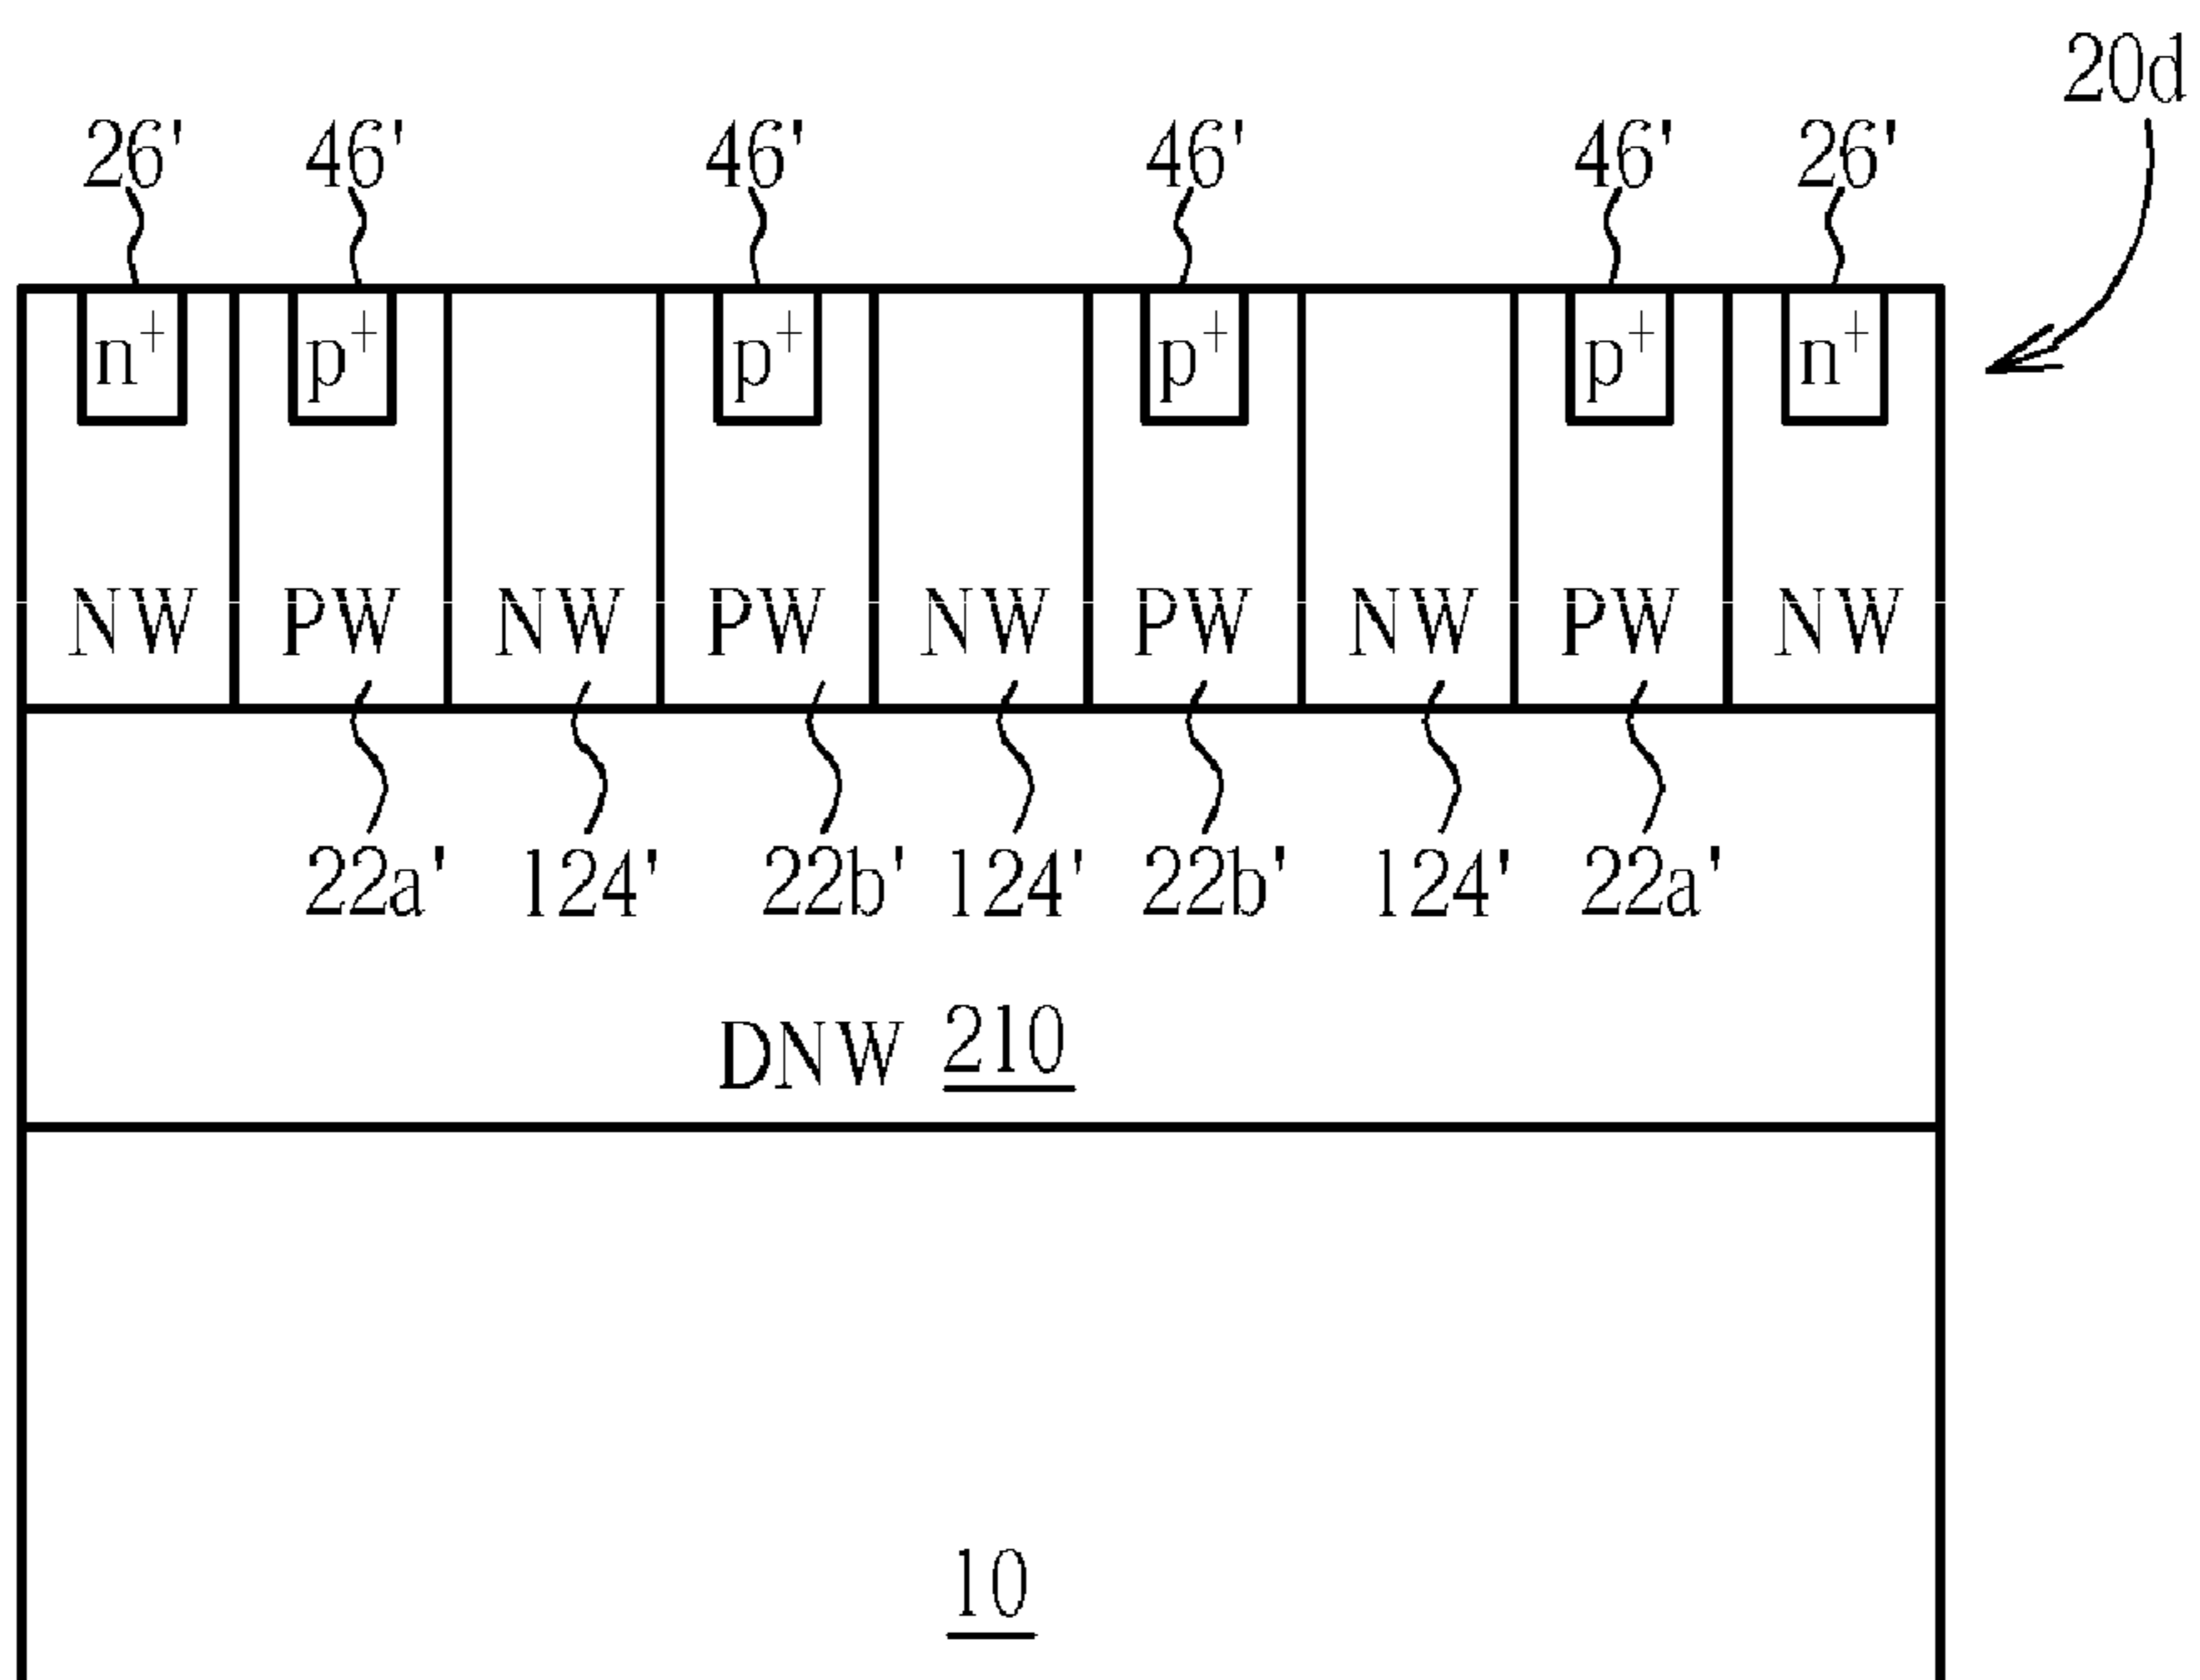 20d
26' 46' 46' 46' 46' 26'
n+ p+ p+ p+ p+ n+
NW PW NW PW NW PW NW PW NW
22a' 124' 22b' 124' 22b' 124' 22a'
DNW 210
10